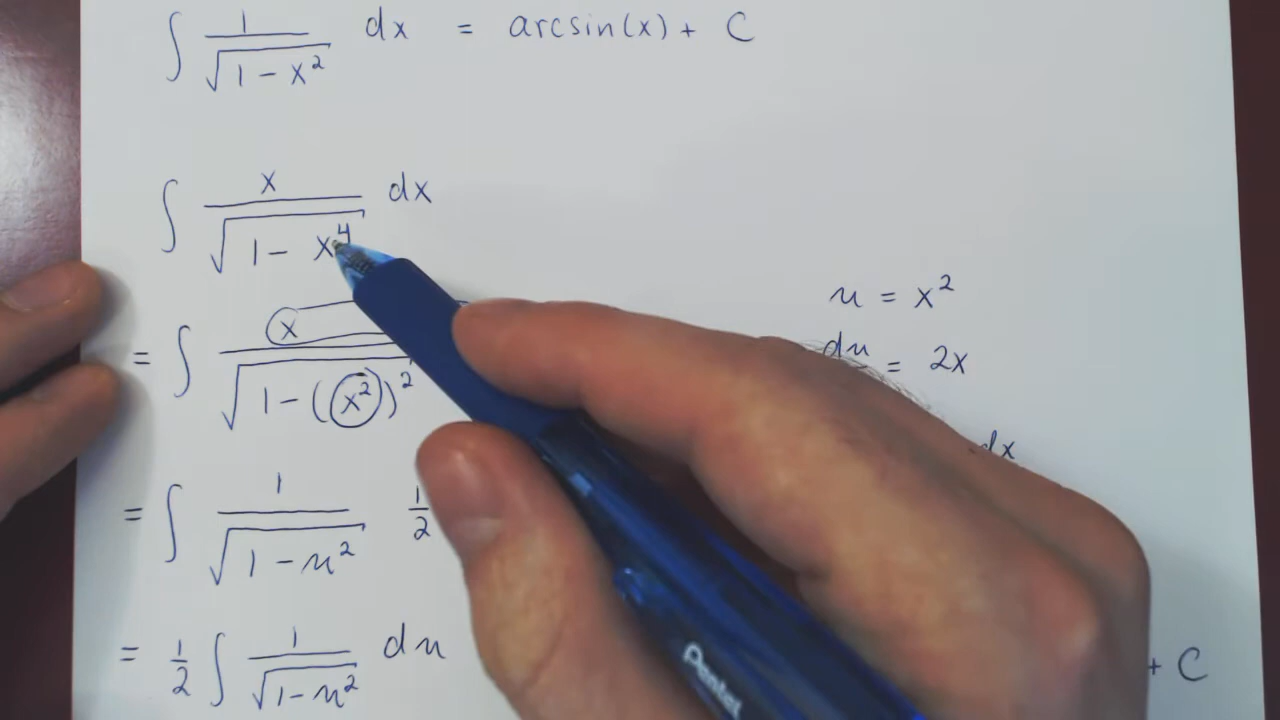 ∫ 1/√(1 - x²) dx = arcsin(x) + C
∫ x/√(1 - x⁴) dx
u = x²
= ∫ x/√(1 - (x²)²)
du = 2x
dx
= ∫ 1/√(1 - u²) 1/2
= 1/2 ∫ 1/√(1 - u²) du
+ C
Pentel